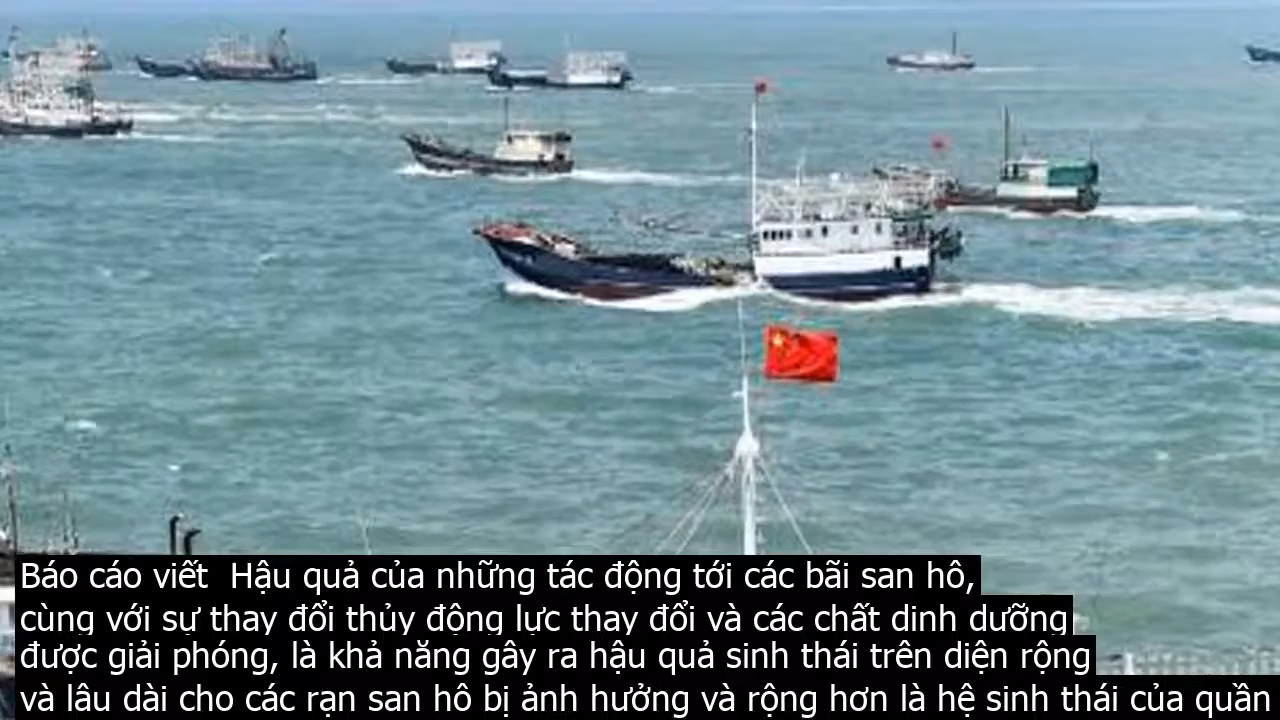 Báo cáo viết  Hậu quả của những tác động tới các bãi san hô,
cùng với sự thay đổi thủy động lực thay đổi và các chất dinh dưỡng
được giải phóng, là khả năng gây ra hậu quả sinh thái trên diện rộng
và lâu dài cho các rạn san hô bị ảnh hưởng và rộng hơn là hệ sinh thái của quần